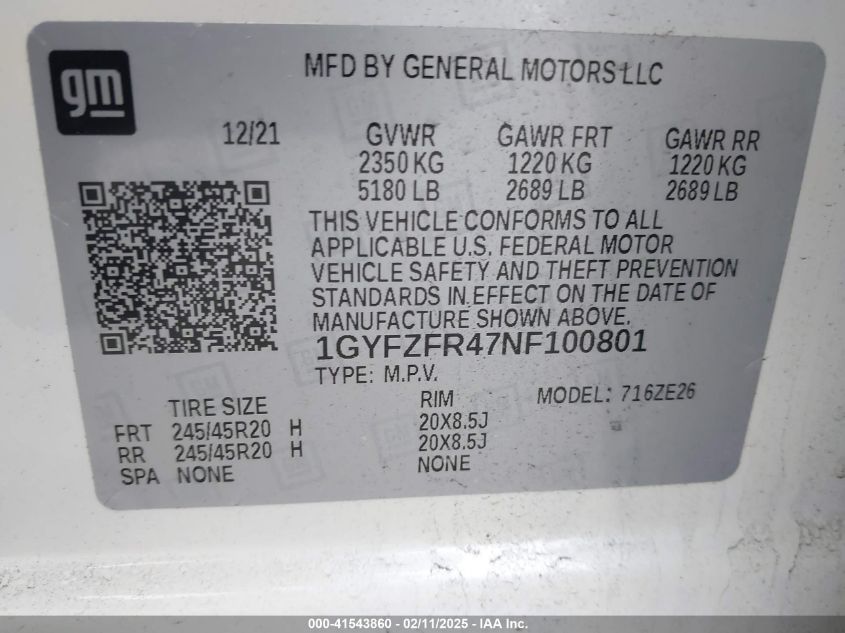 gm
MFD BY GENERAL MOTORS LLC
12/21 GVWR GAWR FRT GAWR RR
2350 KG 1220 KG 1220 KG
5180 LB 2689 LB 2689 LB
THIS VEHICLE CONFORMS TO ALL
APPLICABLE U.S. FEDERAL MOTOR
VEHICLE SAFETY AND THEFT PREVENTION
STANDARDS IN EFFECT ON THE DATE OF
MANUFACTURE SHOWN ABOVE.
1GYFZFR47NF100801
TYPE: M.P.V. MODEL: 716ZE26
TIRE SIZE RIM
FRT 245/45R20 H 20X8.5J
RR 245/45R20 H 20X8.5J
SPA NONE NONE
000-41543860 - 02/11/2025 - IAA Inc.